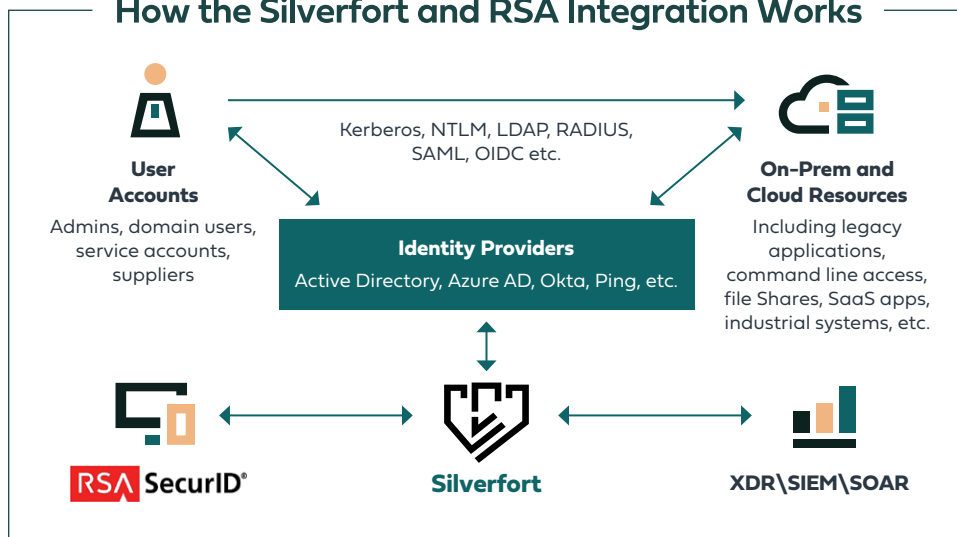 How the Silverfort and RSA Integration Works
Kerberos, NTLM, LDAP, RADIUS,
SAML, OIDC etc.
User
Accounts
Admins, domain users,
service accounts,
suppliers
On-Prem and
Cloud Resources
Including legacy
applications,
command line access,
file Shares, SaaS apps,
industrial systems, etc.
Identity Providers
Active Directory, Azure AD, Okta, Ping, etc.
RSA SecurID®
Silverfort
XDR\SIEM\SOAR